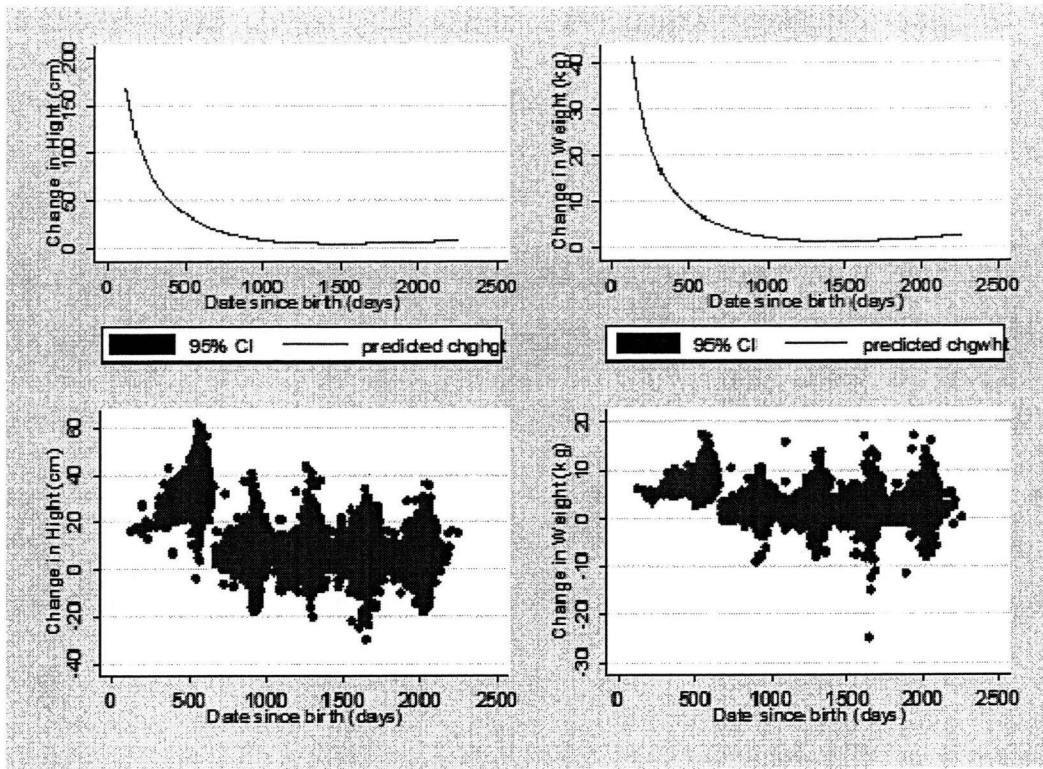 Change in Hight (cm)
200
150
100
50
0
0 500 1000 1500 2000 2500
Date since birth (days)
95% CI predicted chghgt
Change in Weight (kg)
40
30
20
10
0
0 500 1000 1500 2000 2500
Date since birth (days)
95% CI predicted chgwht
Change in Hight (cm)
60
40
20
0
-20
-40
0 500 1000 1500 2000 2500
Date since birth (days)
Change in Weight (kg)
20
10
0
-10
-20
-30
0 500 1000 1500 2000 2500
Date since birth (days)